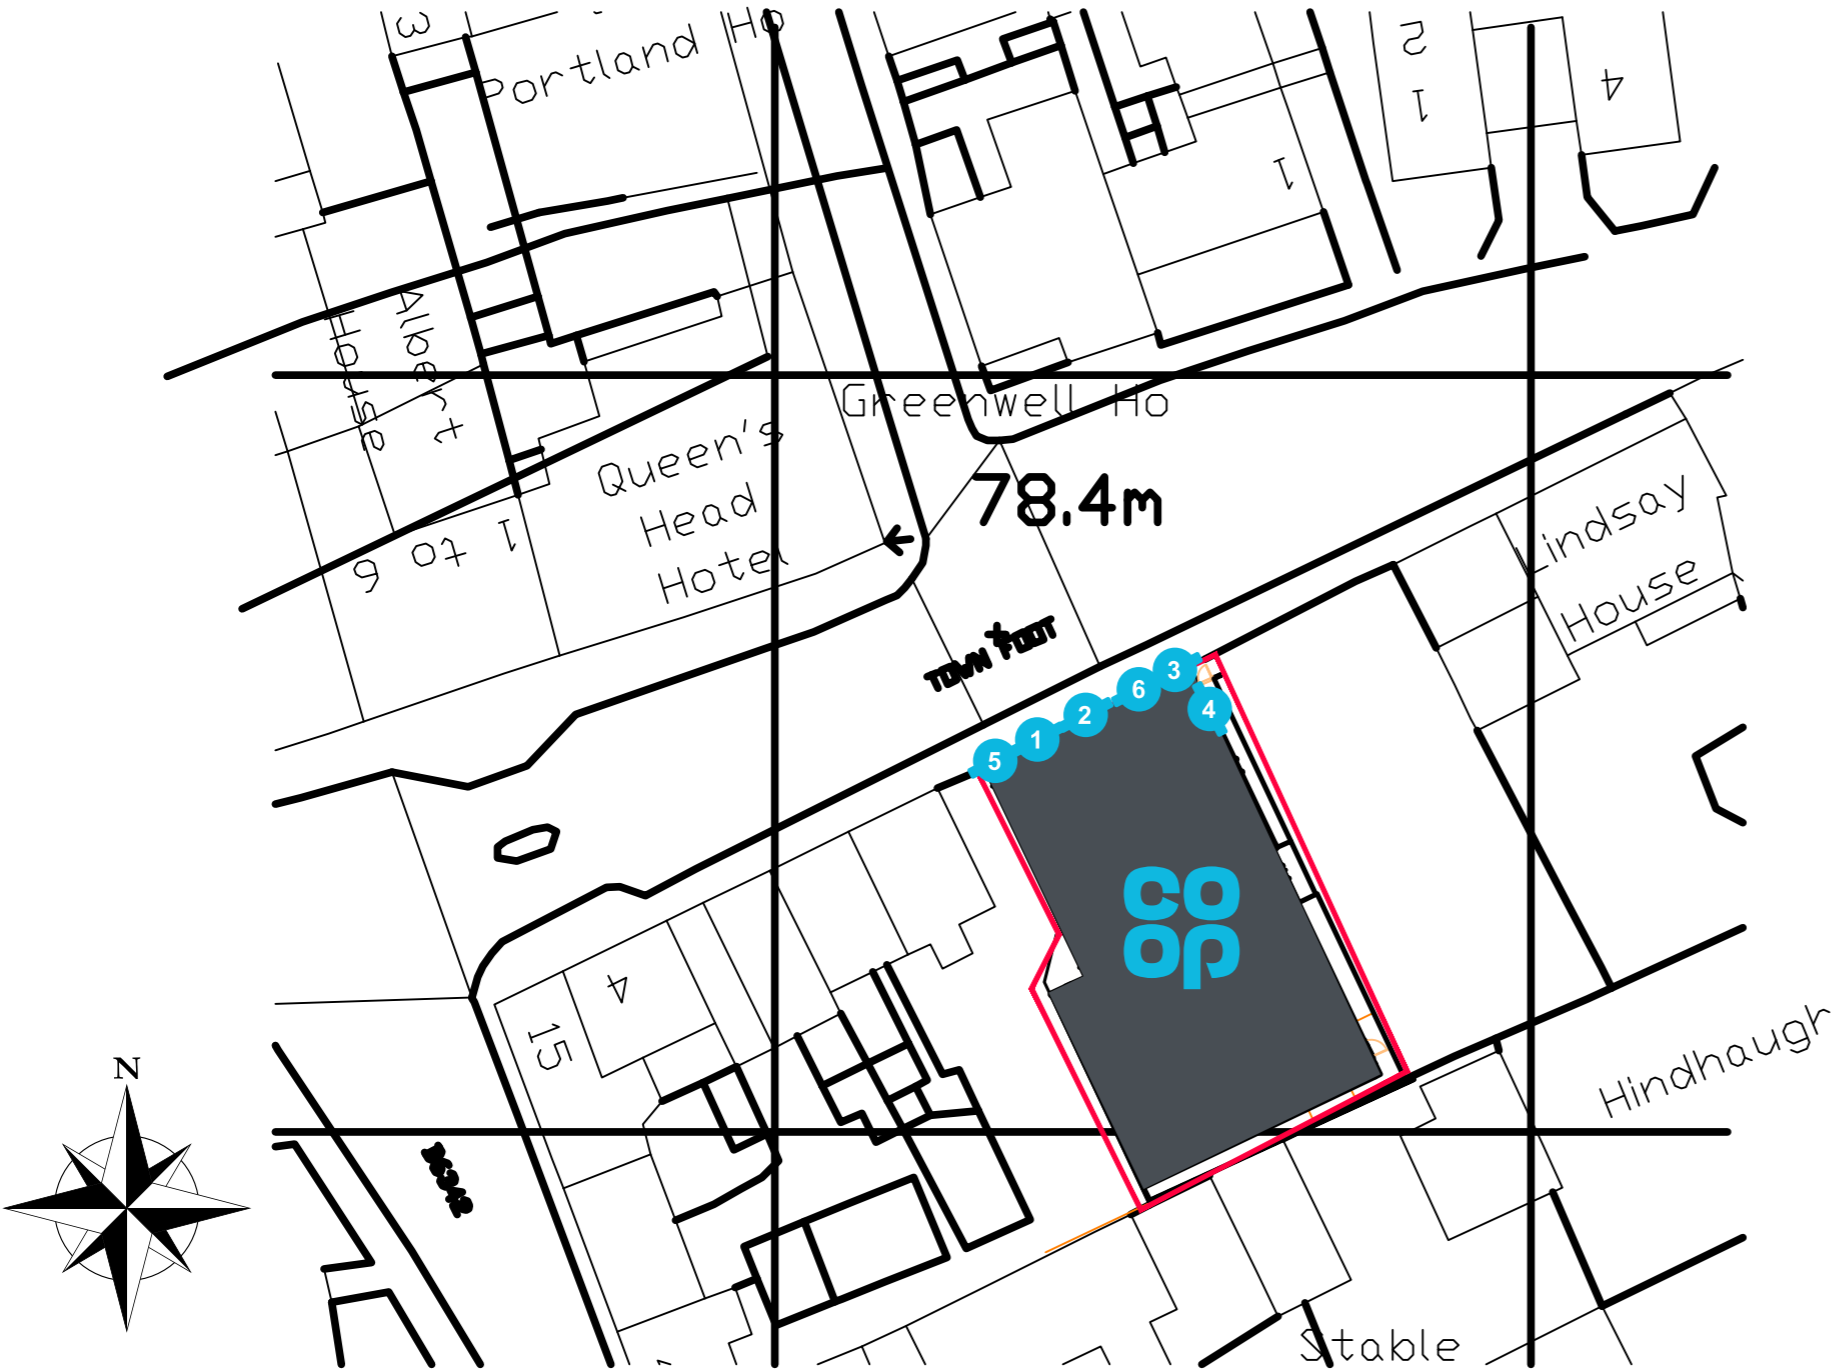 3
Portland Ho
2
1
4
1
Albert
House
Greenwell Ho
Queen's
Head
Hotel
78.4m
1 to 6
Lindsay
House
TOWN FOOT
3
6
4
2
1
5
co
op
4
15
Hindhaugh
N
Stable